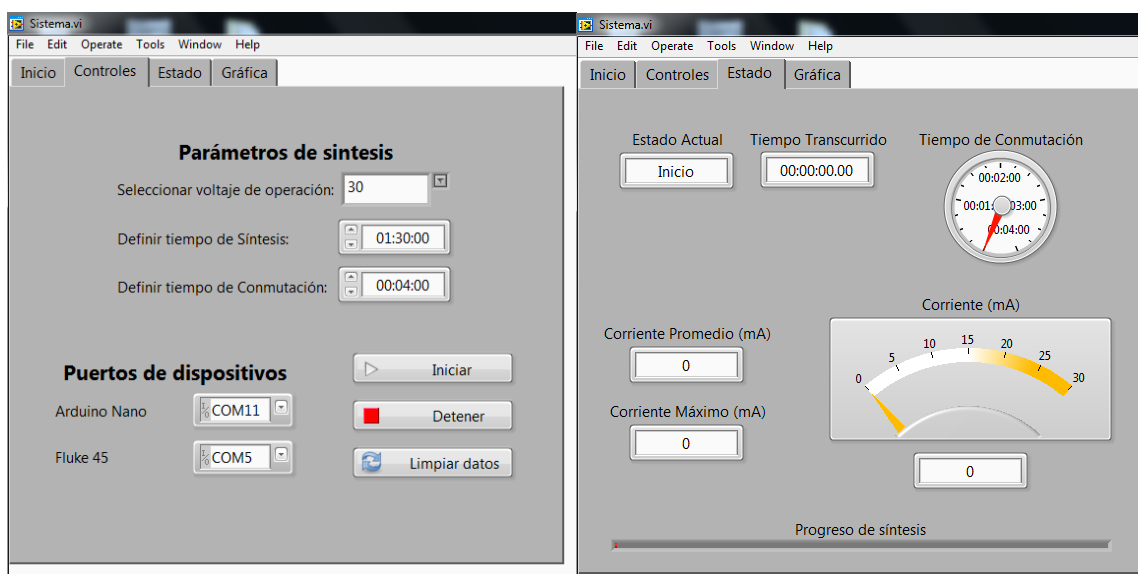 Sistema.vi
File Edit Operate Tools Window Help
Inicio Controles Estado Gráfica
Parámetros de sintesis
Seleccionar voltaje de operación: 30
Definir tiempo de Síntesis: 01:30:00
Definir tiempo de Conmutación: 00:04:00
Puertos de dispositivos
Arduino Nano COM11
Fluke 45 COM5
Iniciar
Detener
Limpiar datos
Sistema.vi
File Edit Operate Tools Window Help
Inicio Controles Estado Gráfica
Estado Actual
Inicio
Tiempo Transcurrido
00:00:00.00
Tiempo de Conmutación
00:02:00
00:01: 03:00
00:04:00
Corriente Promedio (mA)
0
Corriente Máximo (mA)
0
Corriente (mA)
0 5 10 15 20 25 30
0
Progreso de síntesis